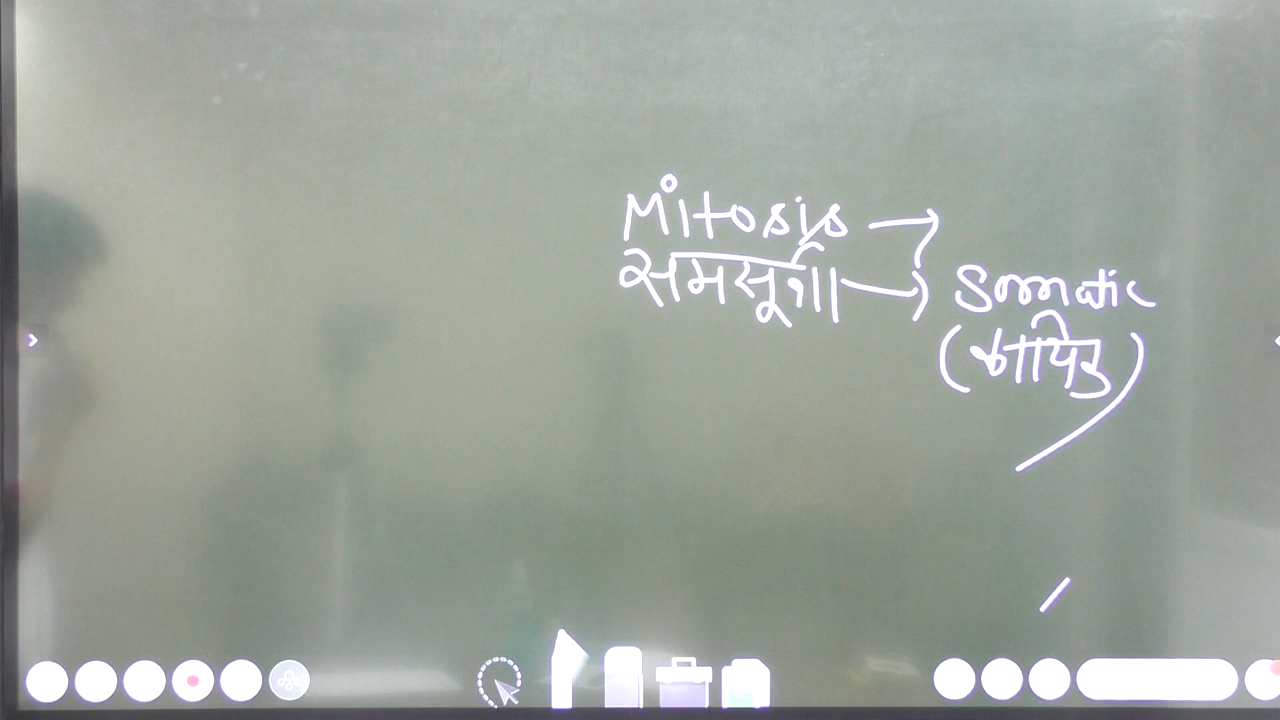 Mitosis →
समसूत्री → Somatic
(कायिक)